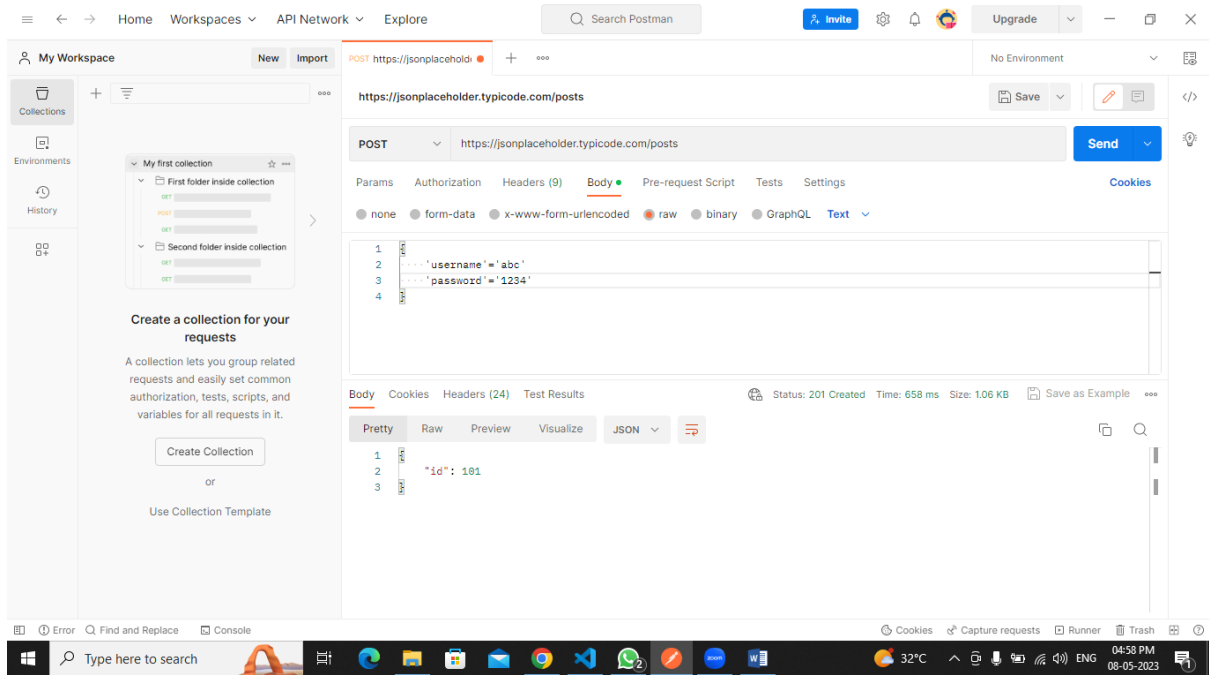 Home Workspaces API Network Explore Search Postman Invite Upgrade
My Workspace New Import POST https://jsonplaceholde No Environment
Collections
https://jsonplaceholder.typicode.com/posts Save
POST https://jsonplaceholder.typicode.com/posts Send
Environments
Params Authorization Headers (9) Body Pre-request Script Tests Settings Cookies
History
none form-data x-www-form-urlencoded raw binary GraphQL Text
My first collection
First folder inside collection
GET
POST
GET
Second folder inside collection
GET
GET
1 {
2 ····'username'='abc'
3 ····'password'='1234'
4 }
Create a collection for your
requests
A collection lets you group related
requests and easily set common
authorization, tests, scripts, and
variables for all requests in it.
Create Collection
or
Use Collection Template
Body Cookies Headers (24) Test Results Status: 201 Created Time: 658 ms Size: 1.06 KB Save as Example
Pretty Raw Preview Visualize JSON
1 {
2 "id": 101
3 }
Error Find and Replace Console Cookies Capture requests Runner Trash
Type here to search 2 zoom W 32°C ENG 04:58 PM
08-05-2023 1